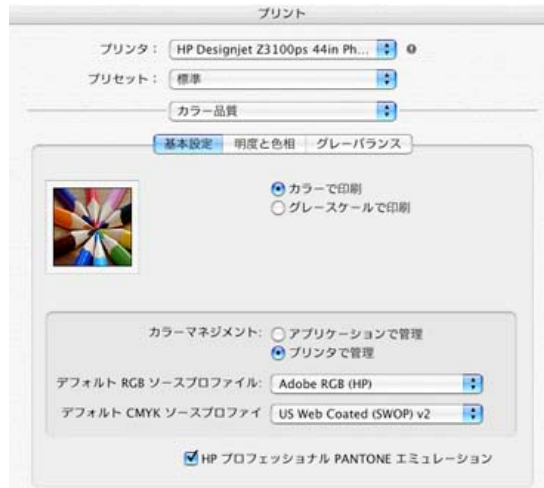 プリント
プリンタ： HP Designjet Z3100ps 44in Ph...
プリセット： 標準
カラー品質
基本設定 明度と色相 グレーバランス
カラーで印刷
グレースケールで印刷
カラーマネジメント: アプリケーションで管理
プリンタで管理
デフォルト RGB ソースプロファイル: Adobe RGB (HP)
デフォルト CMYK ソースプロファイ US Web Coated (SWOP) v2
HP プロフェッショナル PANTONE エミュレーション